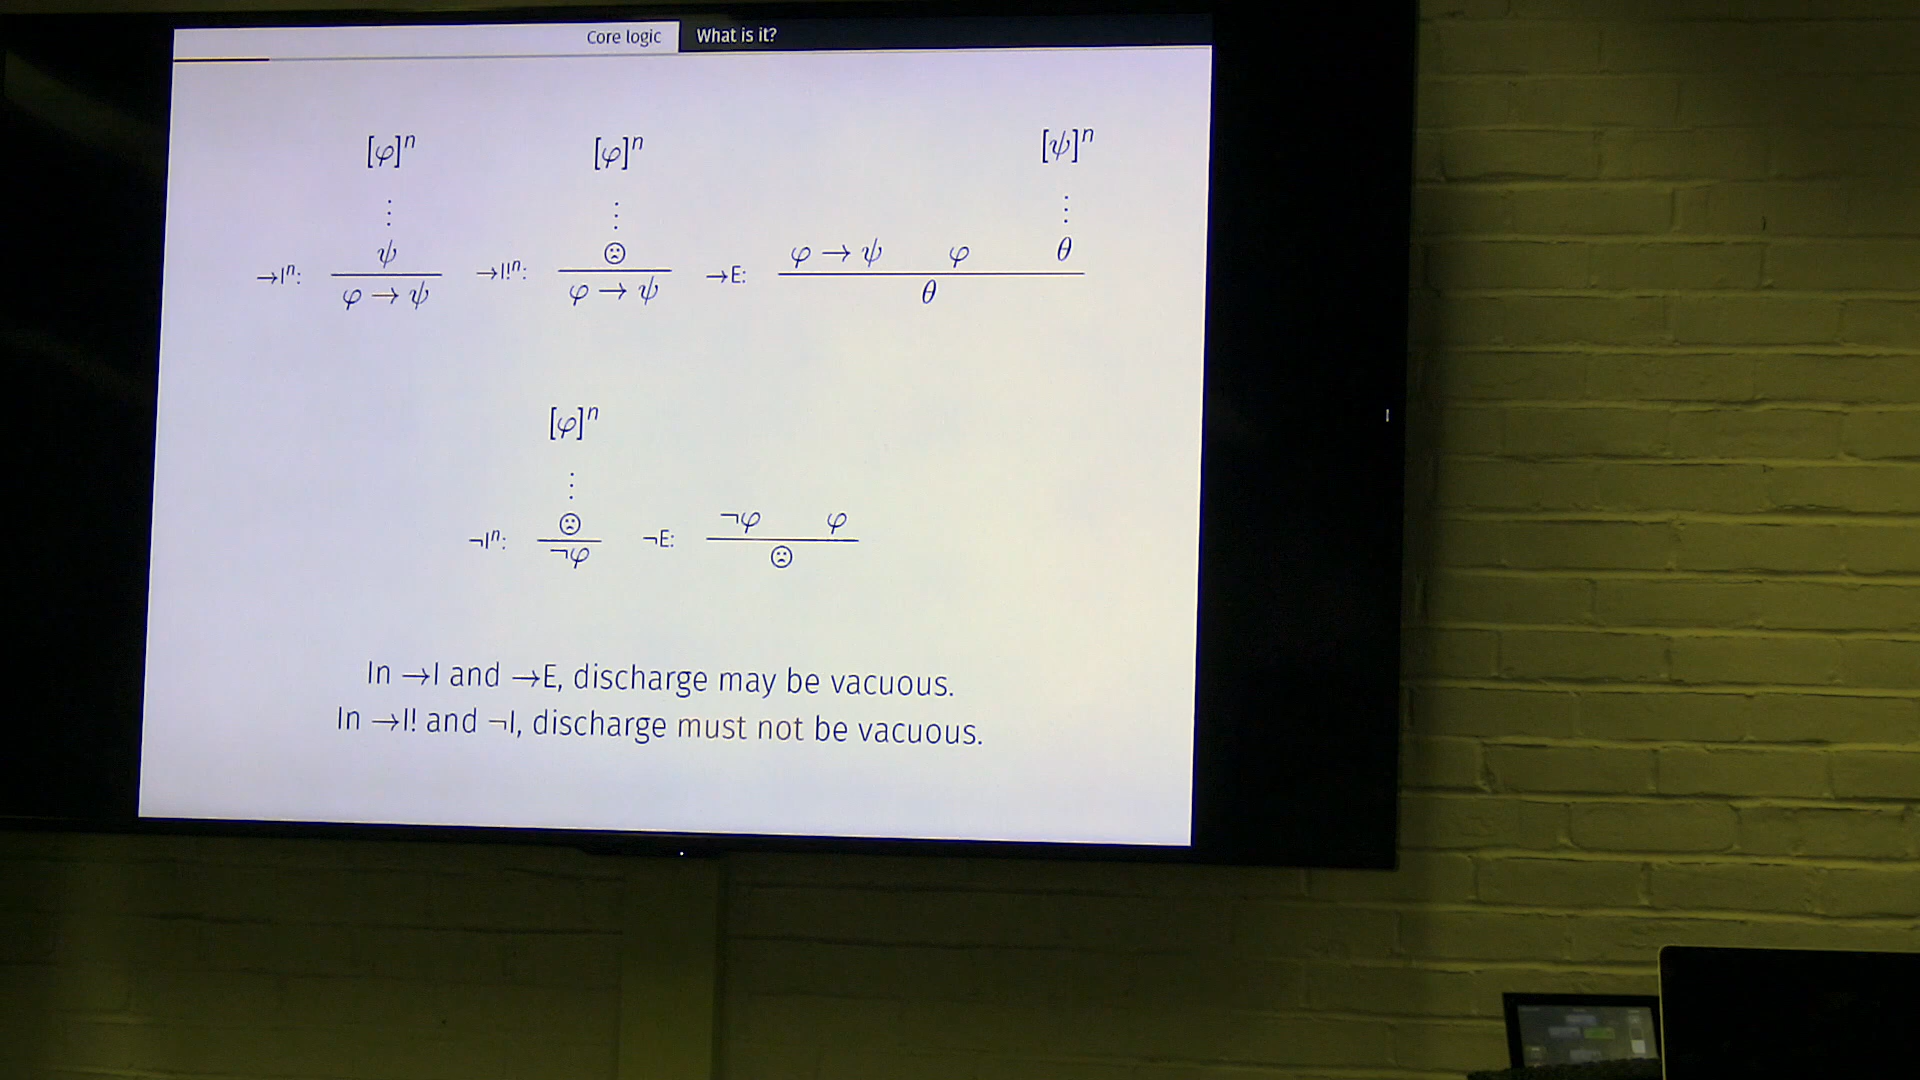 Core logic What is it?
[φ]ⁿ [φ]ⁿ [ψ]ⁿ
⋮ ⋮ ⋮
ψ ☹ φ → ψ φ θ
→Iⁿ: →I!ⁿ: →E:
φ → ψ φ → ψ θ
[φ]ⁿ
⋮
☹ ¬φ φ
¬Iⁿ: ¬E:
¬φ ☹
In →I and →E, discharge may be vacuous.
In →I! and ¬I, discharge must not be vacuous.